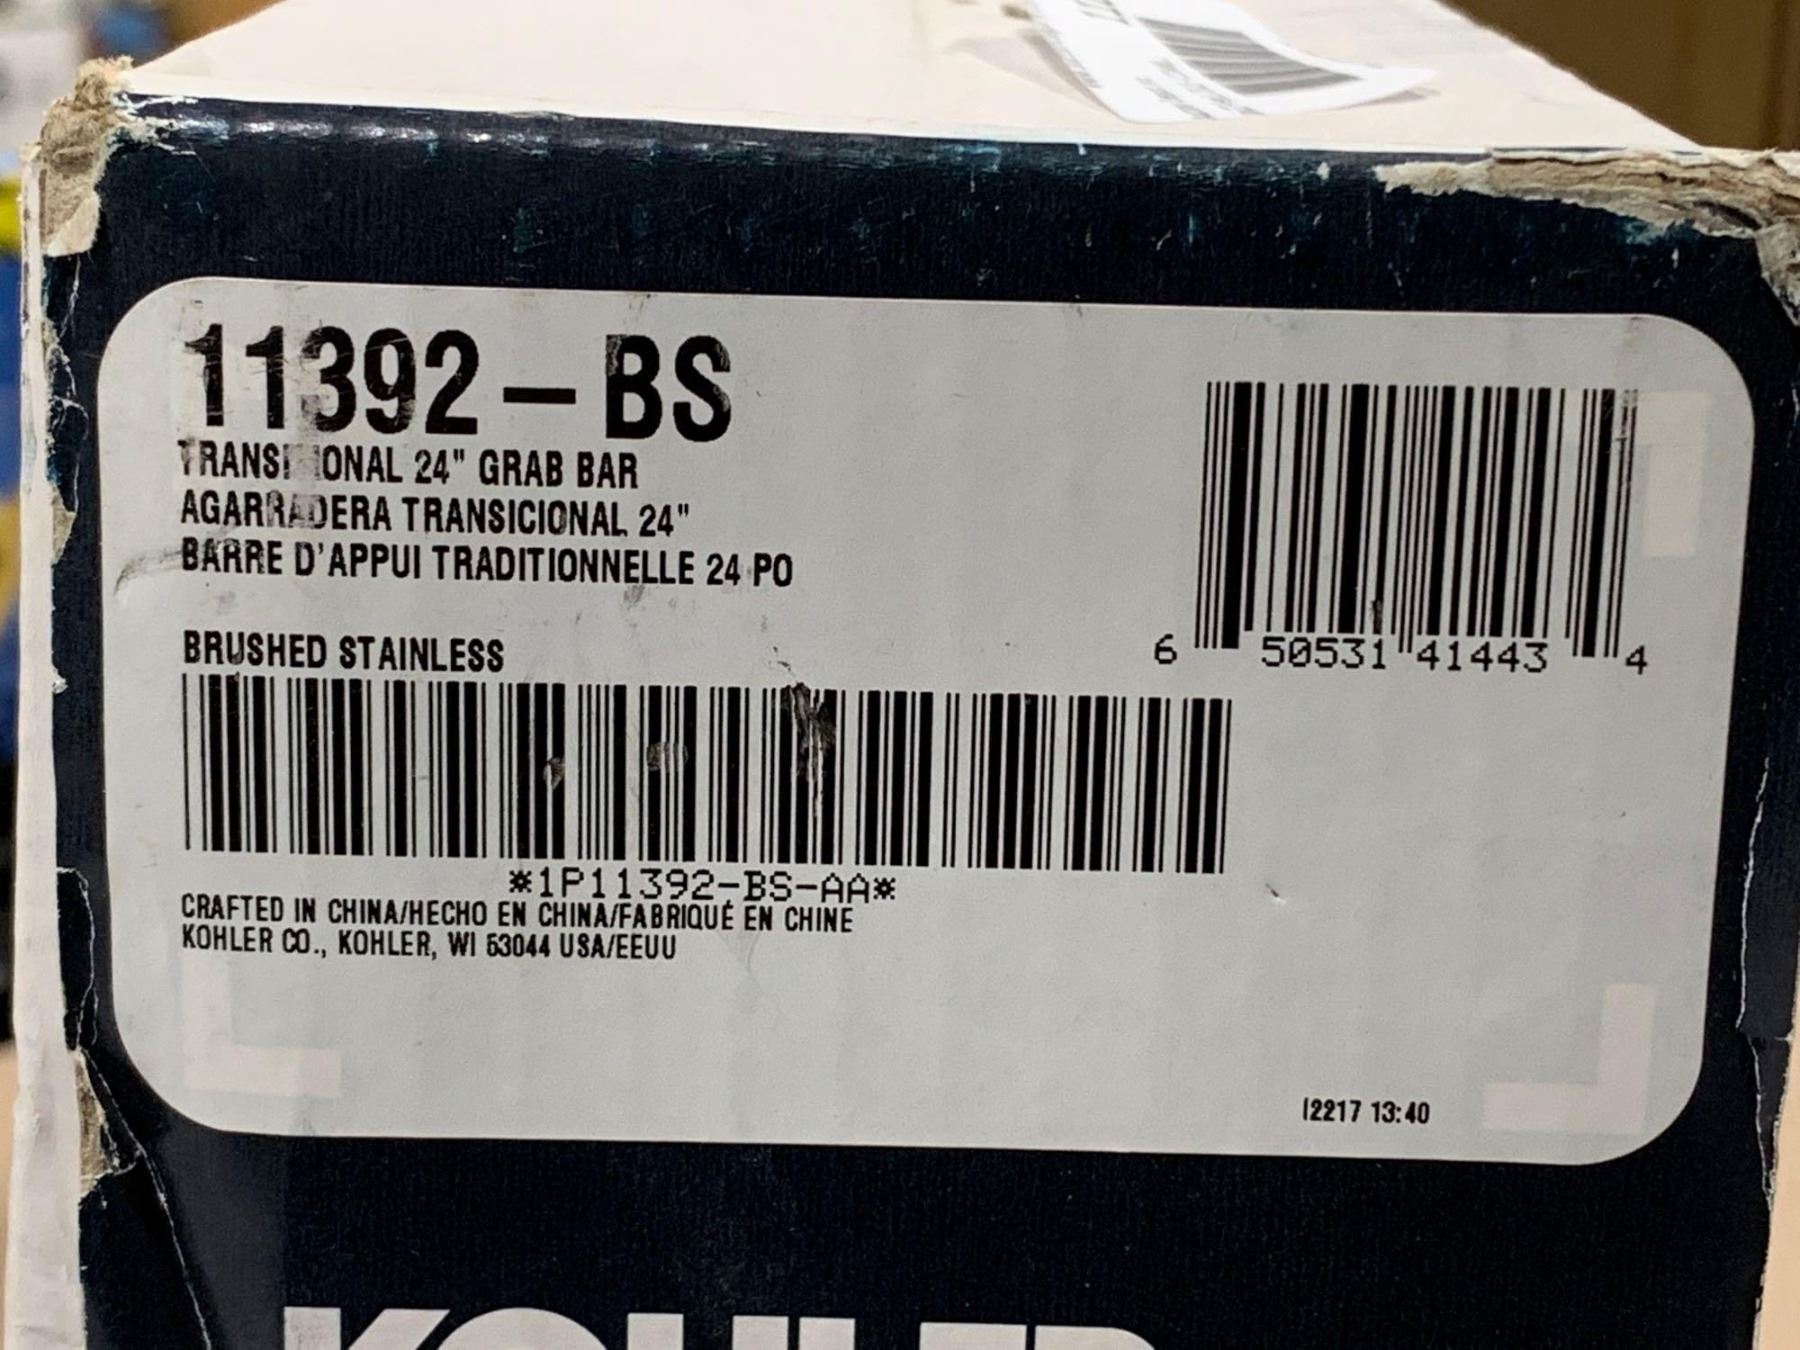 11392-BS
TRANSITIONAL 24" GRAB BAR
AGARRADERA TRANSICIONAL 24"
BARRE D'APPUI TRADITIONNELLE 24 PO
BRUSHED STAINLESS
6 50531 41443 4
*1P11392-BS-AA*
CRAFTED IN CHINA/HECHO EN CHINA/FABRIQUÉ EN CHINE
KOHLER CO., KOHLER, WI 53044 USA/EEUU
12217 13:40
KOHLER